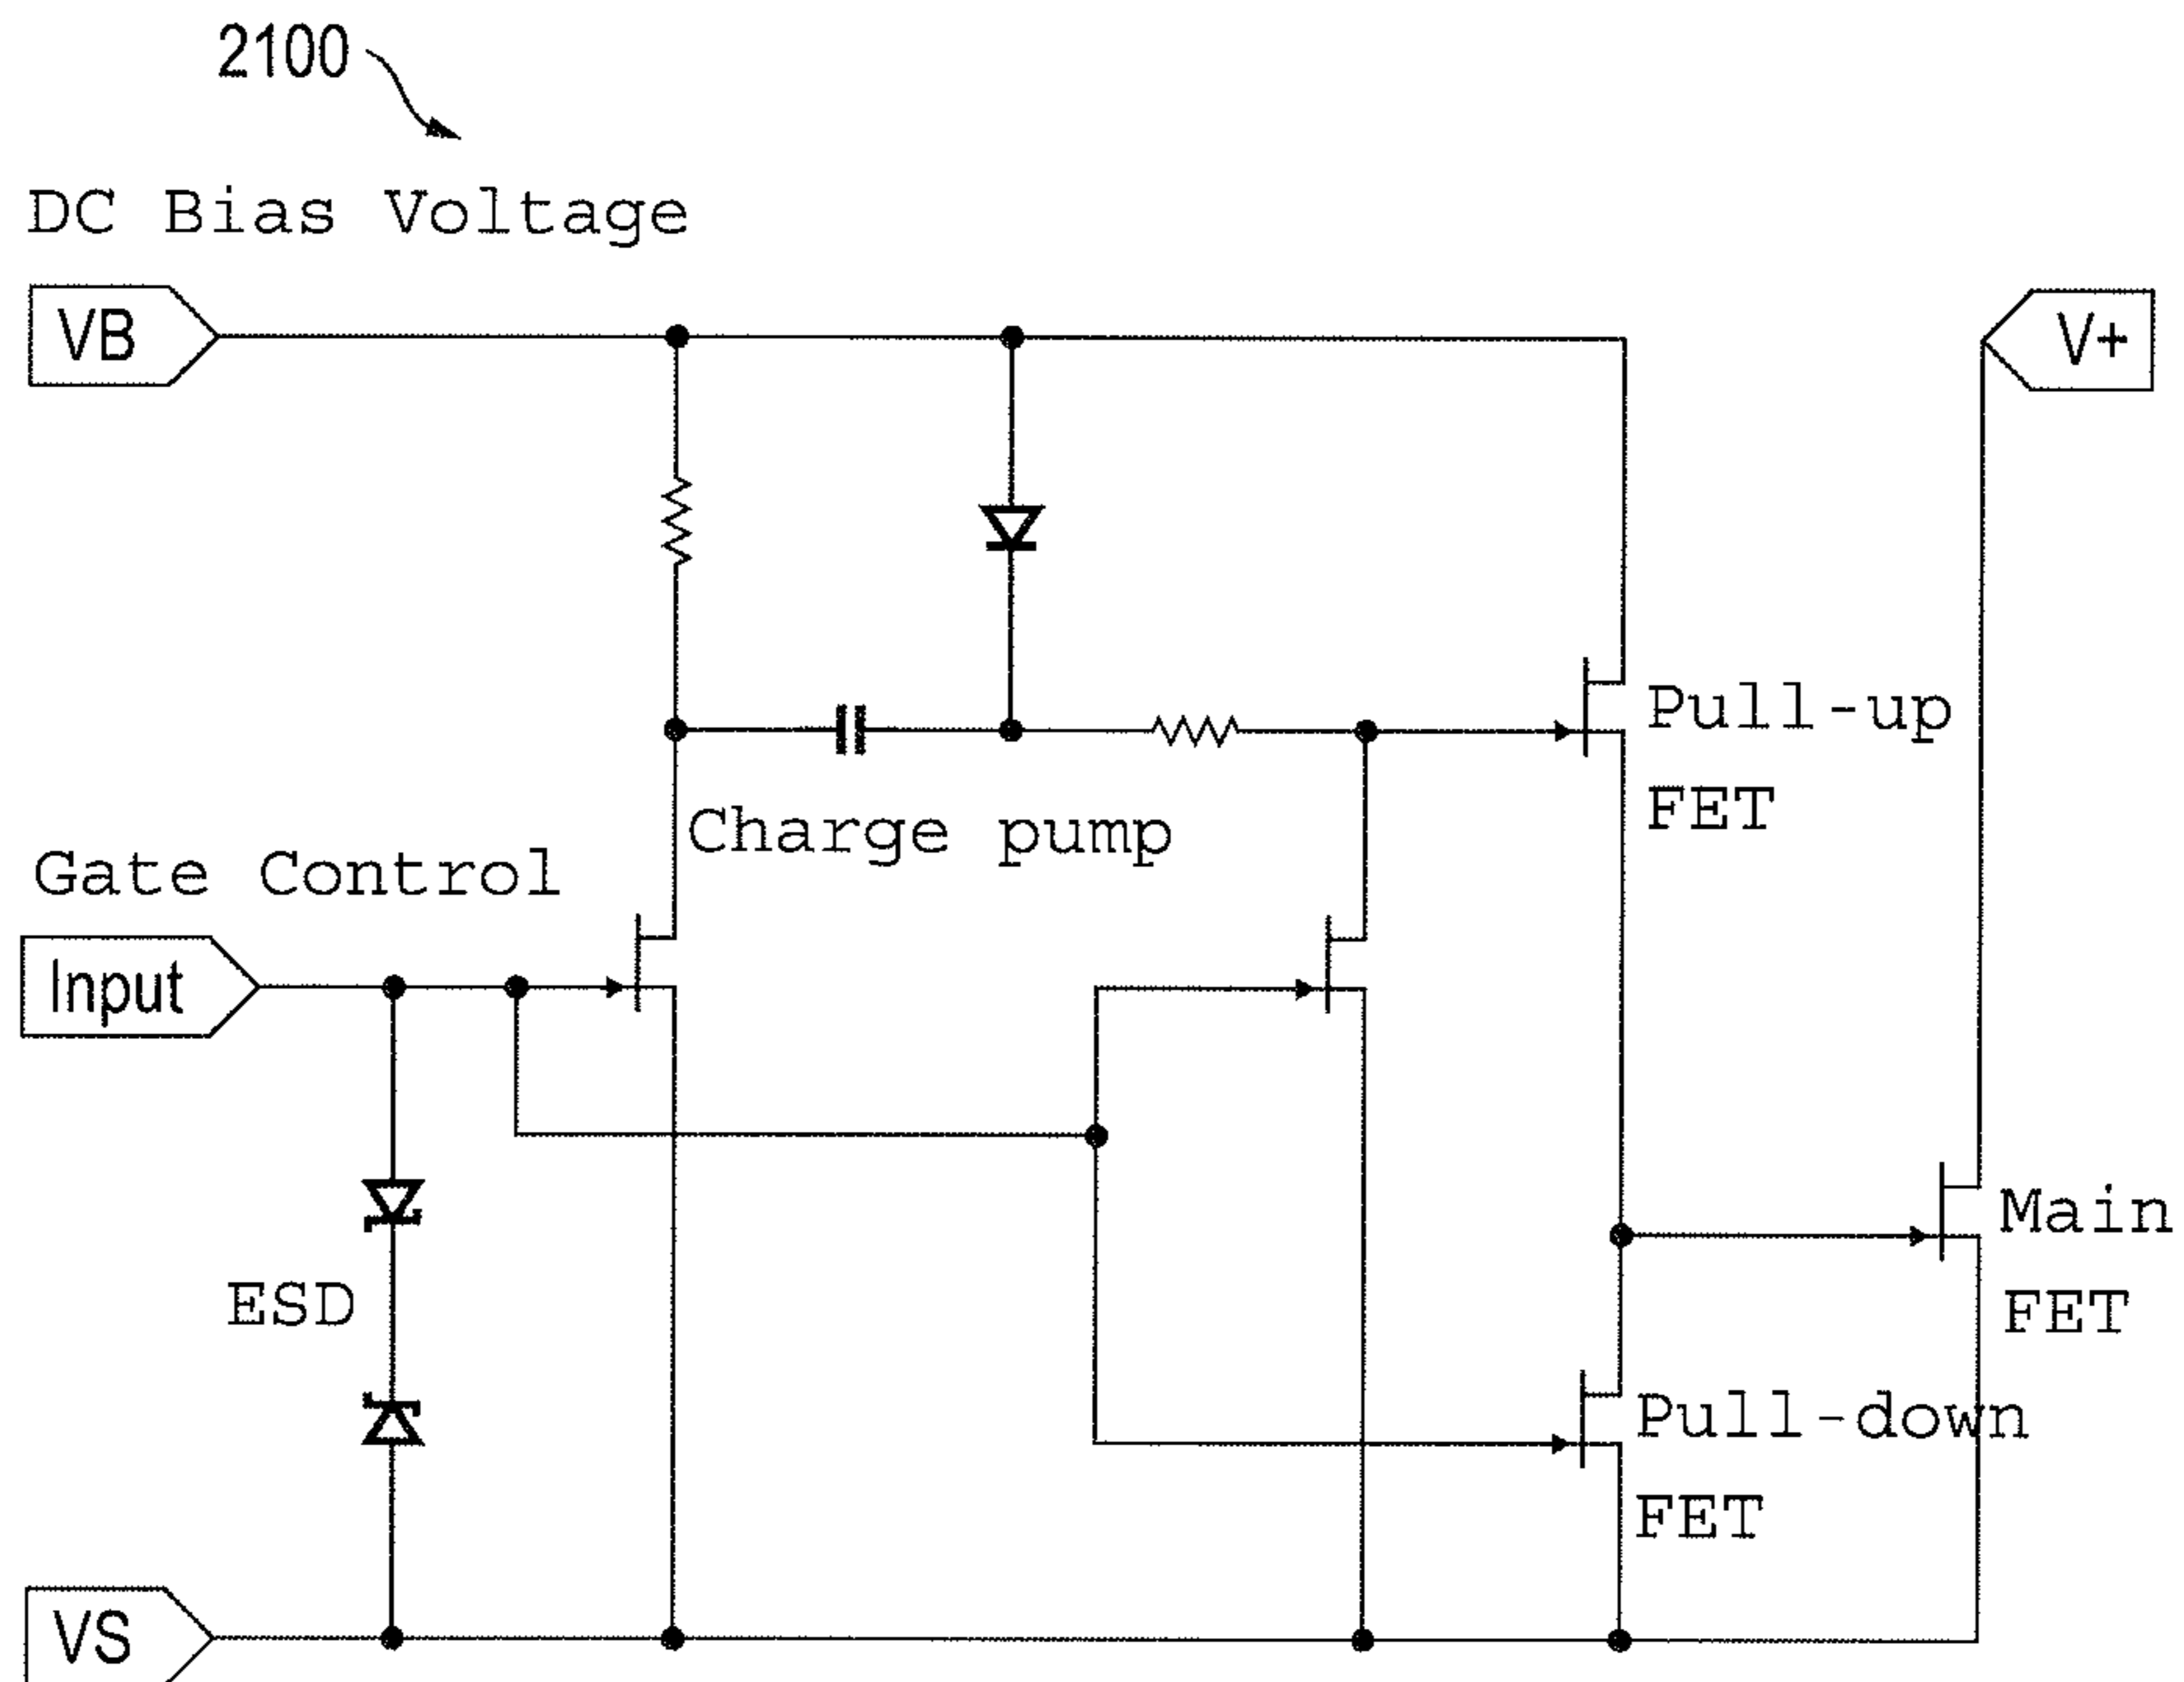 2100
DC Bias Voltage
VB
V+
Pull-up
FET
Charge pump
Gate Control
Input
Main
FET
ESD
Pull-down
FET
VS